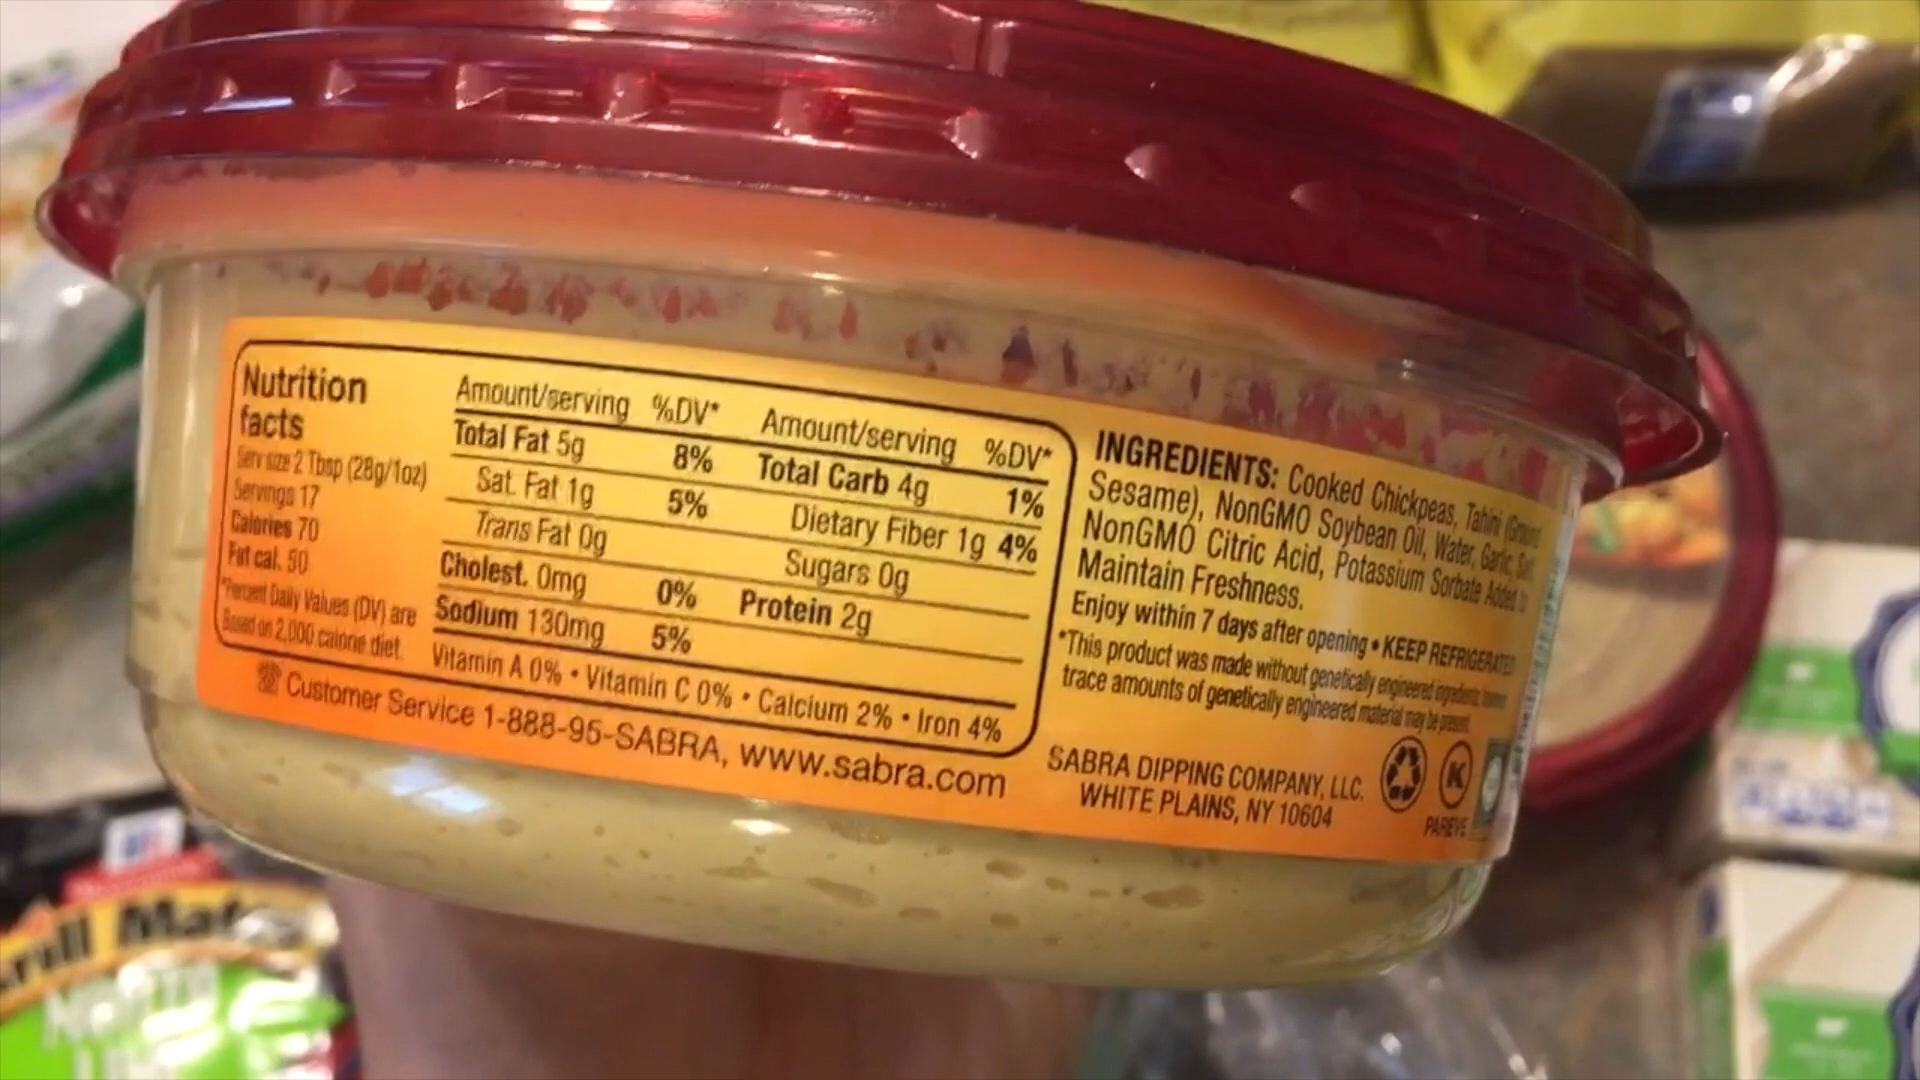 Nutrition
facts
Serv size 2 Tbsp (28g/1oz)
Servings 17
Calories 70
Fat cal. 50
*Percent Daily Values (DV) are
Based on 2,000 calorie diet.
Amount/serving %DV*
Total Fat 5g 8%
Sat. Fat 1g 5%
Trans Fat 0g
Cholest. 0mg 0%
Sodium 130mg 5%
Amount/serving %DV*
Total Carb 4g 1%
Dietary Fiber 1g 4%
Sugars 0g
Protein 2g
Vitamin A 0% • Vitamin C 0% • Calcium 2% • Iron 4%
Customer Service 1-888-95-SABRA, www.sabra.com
INGREDIENTS: Cooked Chickpeas, Tahini (Ground
Sesame), NonGMO Soybean Oil, Water, Garlic, Salt,
NonGMO Citric Acid, Potassium Sorbate Added to
Maintain Freshness.
Enjoy within 7 days after opening • KEEP REFRIGERATED
*This product was made without genetically engineered ingredients, however
trace amounts of genetically engineered material may be present.
SABRA DIPPING COMPANY, LLC.
WHITE PLAINS, NY 10604
K
PAREVE
rill Mates